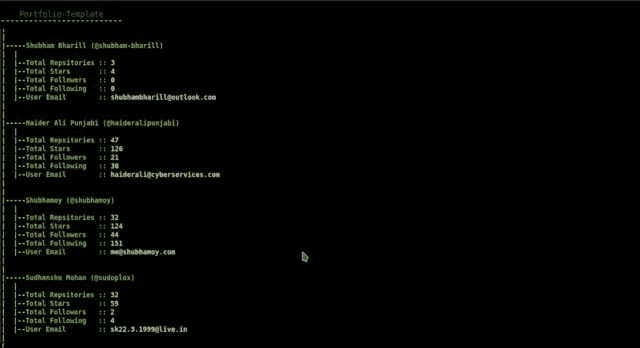 Portfolio-Template
-----Shubham Bharill (@shubham-bharill)
--Total Repsitories :: 3
--Total Stars :: 4
--Total Followers :: 0
--Total Following :: 0
--User Email :: shubhambharill@outlook.com
-----Haider Ali Punjabi (@haideralipunjabi)
--Total Repsitories :: 47
--Total Stars :: 126
--Total Followers :: 21
--Total Following :: 30
--User Email :: haiderali@cyberservices.com
-----Shubhamoy (@shubhamoy)
--Total Repsitories :: 32
--Total Stars :: 124
--Total Followers :: 44
--Total Following :: 151
--User Email :: me@shubhamoy.com
-----Sudhanshu Mohan (@sudoplox)
--Total Repsitories :: 32
--Total Stars :: 59
--Total Followers :: 2
--Total Following :: 4
--User Email :: sk22.3.1999@live.in